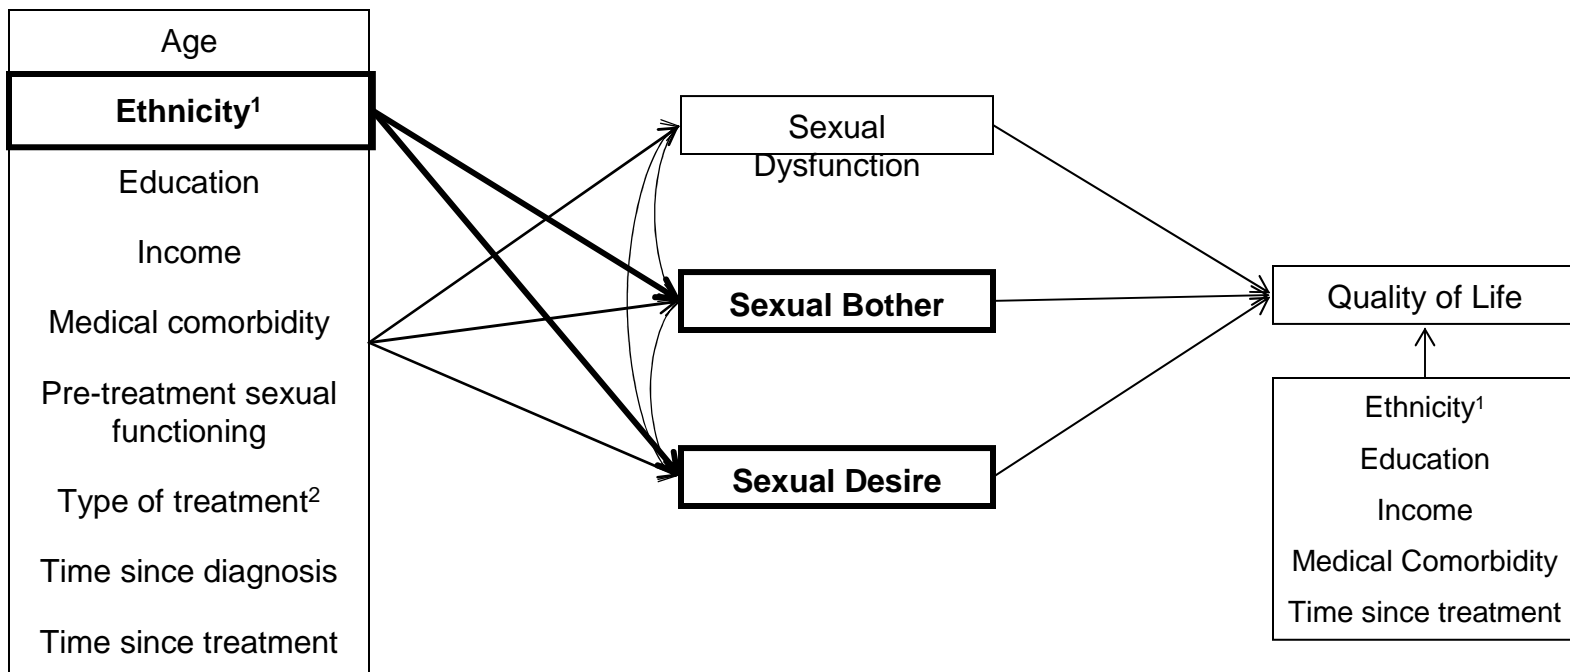 Age
Ethnicity¹
Education
Income
Medical comorbidity
Pre-treatment sexual
functioning
Type of treatment²
Time since diagnosis
Time since treatment
Sexual
Dysfunction
Sexual Bother
Sexual Desire
Quality of Life
Ethnicity¹
Education
Income
Medical Comorbidity
Time since treatment